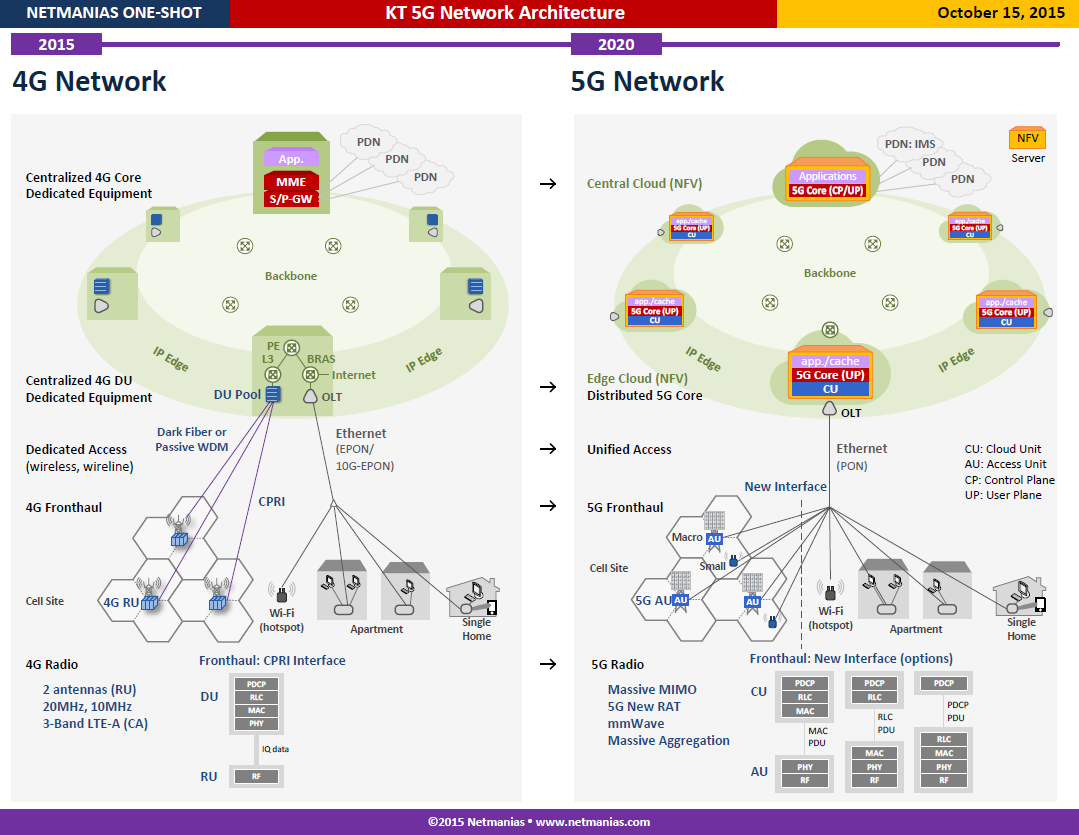 NETMANIAS ONE-SHOT
KT 5G Network Architecture
October 15, 2015
2015
2020
4G Network
5G Network
Centralized 4G Core
Dedicated Equipment
App.
MME
S/P-GW
PDN
PDN
PDN
Backbone
IP Edge
IP Edge
PE
L3
BRAS
Internet
DU Pool
OLT
Centralized 4G DU
Dedicated Equipment
Dark Fiber or
Passive WDM
Ethernet
(EPON/
10G-EPON)
Dedicated Access
(wireless, wireline)
CPRI
4G Fronthaul
4G RU
Cell Site
Wi-Fi
(hotspot)
Apartment
Single
Home
4G Radio
2 antennas (RU)
20MHz, 10MHz
3-Band LTE-A (CA)
Fronthaul: CPRI Interface
DU
PDCP
RLC
MAC
PHY
IQ data
RU
RF
→
Central Cloud (NFV)
Applications
5G Core (CP/UP)
PDN: IMS
PDN
PDN
NFV
Server
app./cache
5G Core (UP)
CU
app./cache
5G Core (UP)
CU
app./cache
5G Core (UP)
CU
app./cache
5G Core (UP)
CU
Backbone
IP Edge
IP Edge
→
Edge Cloud (NFV)
Distributed 5G Core
app./cache
5G Core (UP)
CU
OLT
→
Unified Access
Ethernet
(PON)
CU: Cloud Unit
AU: Access Unit
CP: Control Plane
UP: User Plane
New Interface
→
5G Fronthaul
Macro
AU
Small
Cell Site
5G AU
AU
AU
Wi-Fi
(hotspot)
Apartment
Single
Home
→
5G Radio
Massive MIMO
5G New RAT
mmWave
Massive Aggregation
Fronthaul: New Interface (options)
CU
PDCP
RLC
MAC
MAC
PDU
AU
PHY
RF
PDCP
RLC
RLC
PDU
MAC
PHY
RF
PDCP
PDCP
PDU
RLC
MAC
PHY
RF
©2015 Netmanias • www.netmanias.com